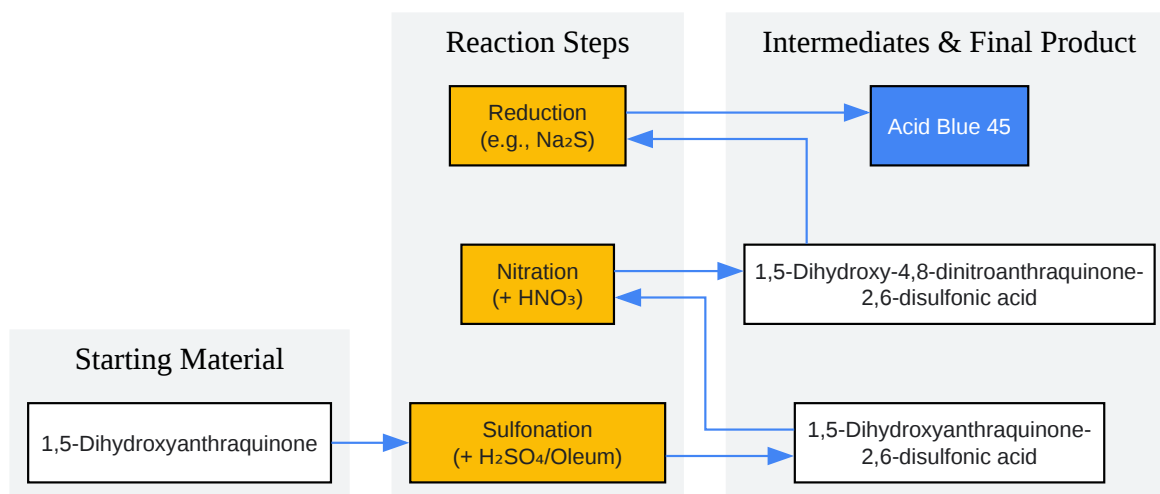 Reaction Steps
Intermediates & Final Product
Reduction
(e.g., Na₂S)
Acid Blue 45
Nitration
(+ HNO₃)
1,5-Dihydroxy-4,8-dinitroanthraquinone-
2,6-disulfonic acid
Starting Material
1,5-Dihydroxyanthraquinone
Sulfonation
(+ H₂SO₄/Oleum)
1,5-Dihydroxyanthraquinone-
2,6-disulfonic acid